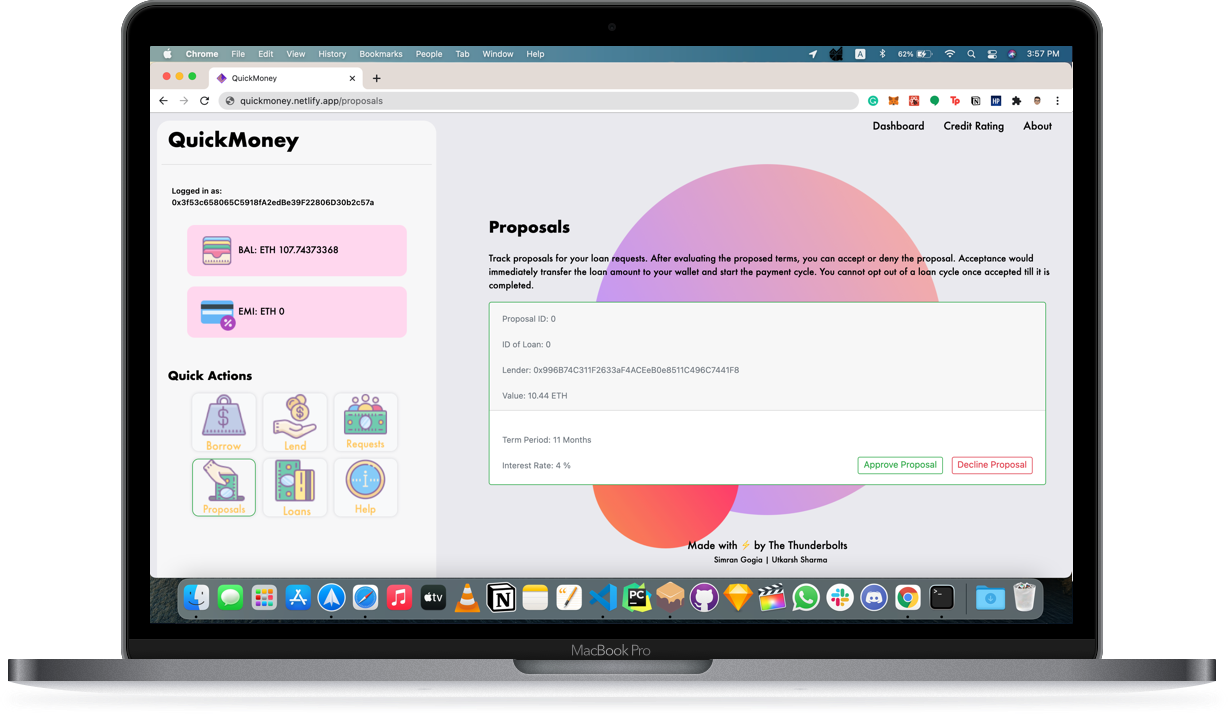 Chrome File Edit View History Bookmarks People Tab Window Help
A 62% 3:57 PM
QuickMoney
quickmoney.netlify.app/proposals
Tp HP
QuickMoney
Dashboard Credit Rating About
Logged in as:
0x3f53c658065C5918fA2edBe39F22806D30b2c57a
BAL: ETH 107.74373368
EMI: ETH 0
Quick Actions
Borrow Lend Requests
Proposals Loans Help
Proposals
Track proposals for your loan requests. After evaluating the proposed terms, you can accept or deny the proposal. Acceptance would
immediately transfer the loan amount to your wallet and start the payment cycle. You cannot opt out of a loan cycle once accepted till it is
completed.
Proposal ID: 0
ID of Loan: 0
Lender: 0x996B74C311F2633aF4ACEeB0e8511C496C7441F8
Value: 10.44 ETH
Term Period: 11 Months
Interest Rate: 4 %
Approve Proposal Decline Proposal
Made with ⚡ by The Thunderbolts
Simran Gogia | Utkarsh Sharma
tv N PC
MacBook Pro